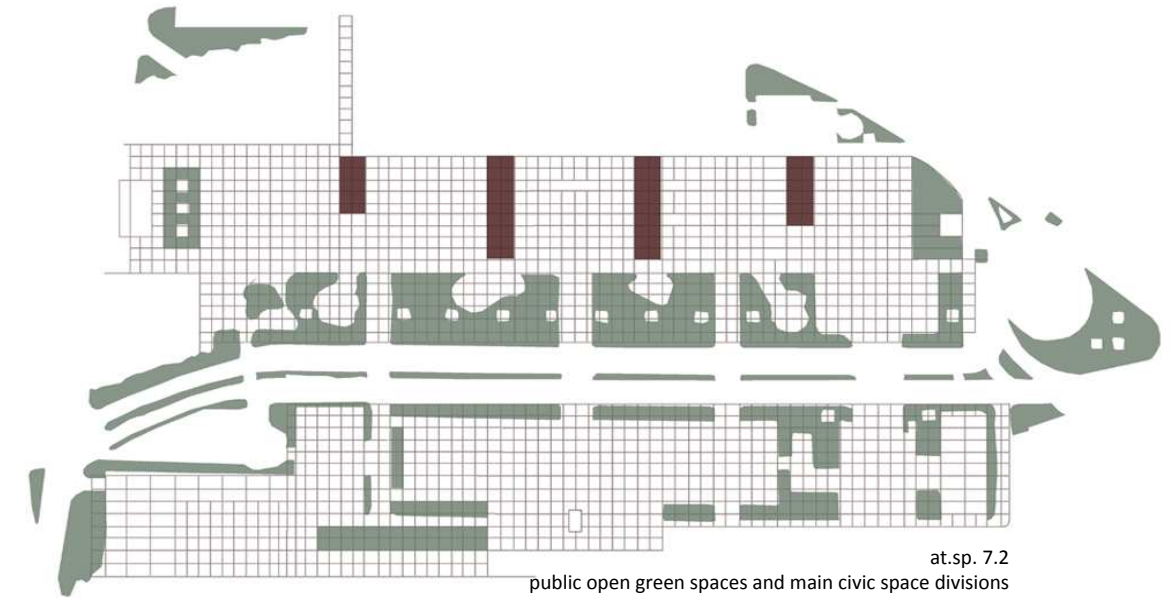 at.sp. 7.2
public open green spaces and main civic space divisions